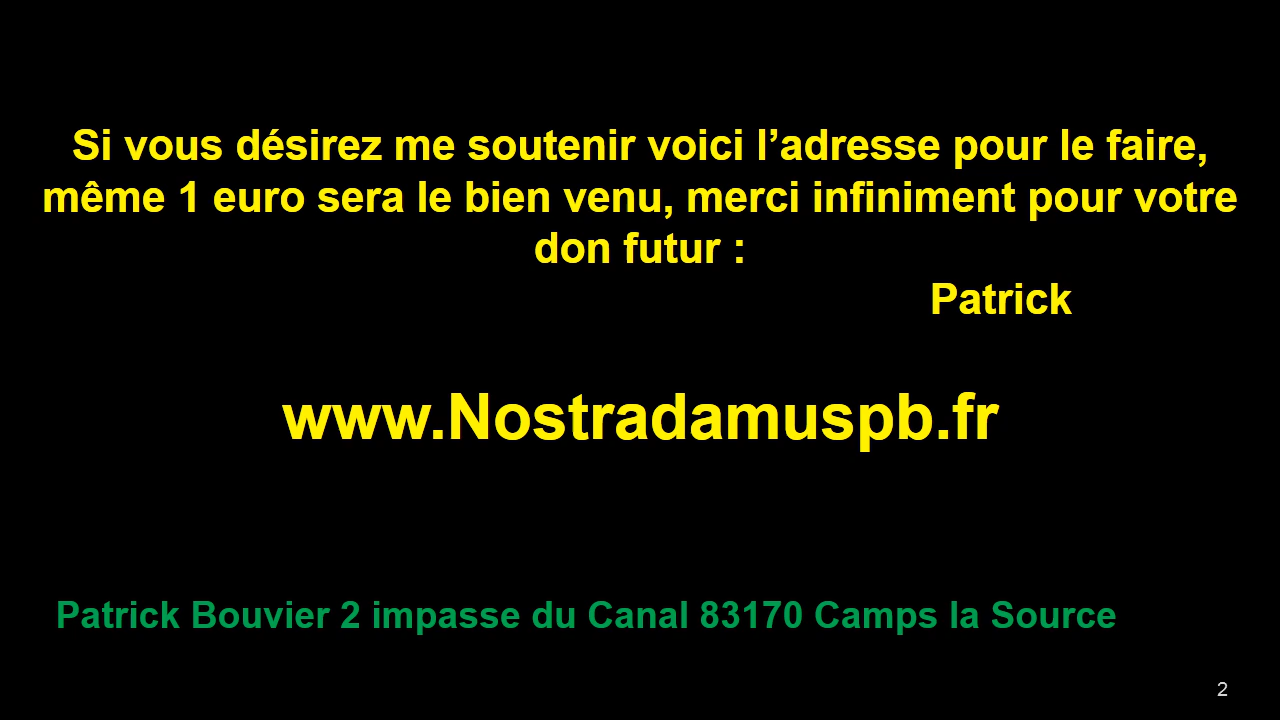 Si vous désirez me soutenir voici l’adresse pour le faire,
même 1 euro sera le bien venu, merci infiniment pour votre
don futur :
Patrick
www.Nostradamuspb.fr
Patrick Bouvier 2 impasse du Canal 83170 Camps la Source
2